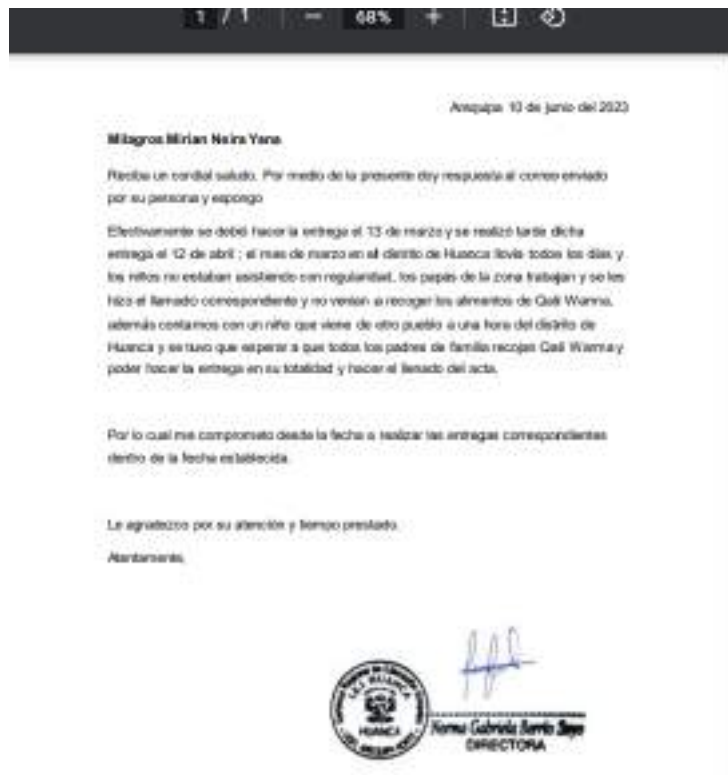 1 / 1 − 68% +
Arequipa 10 de junio del 2023
Milagros Mirian Neira Yana
Reciba un cordial saludo. Por medio de la presente doy respuesta al correo enviado
por su persona y expongo
Efectivamente se debió hacer la entrega el 13 de marzo y se realizó tarde dicha
entrega el 12 de abril ; el mes de marzo en el distrito de Huanca llovía todos los días y
los niños no estaban asistiendo con regularidad, los papás de la zona trabajan y se les
hizo el llamado correspondiente y no venían a recoger los alimentos de Qali Warma,
además contamos con un niño que viene de otro pueblo a una hora del distrito de
Huanca y se tuvo que esperar a que todos los padres de familia recojan Qali Warma y
poder hacer la entrega en su totalidad y hacer el llenado del acta.
Por lo cual me comprometo desde la fecha a realizar las entregas correspondientes
dentro de la fecha establecida.
Le agradezco por su atención y tiempo prestado.
Atentamente,
HUANCA
HUANCA
Norma Gabriela Barrio
DIRECTORA